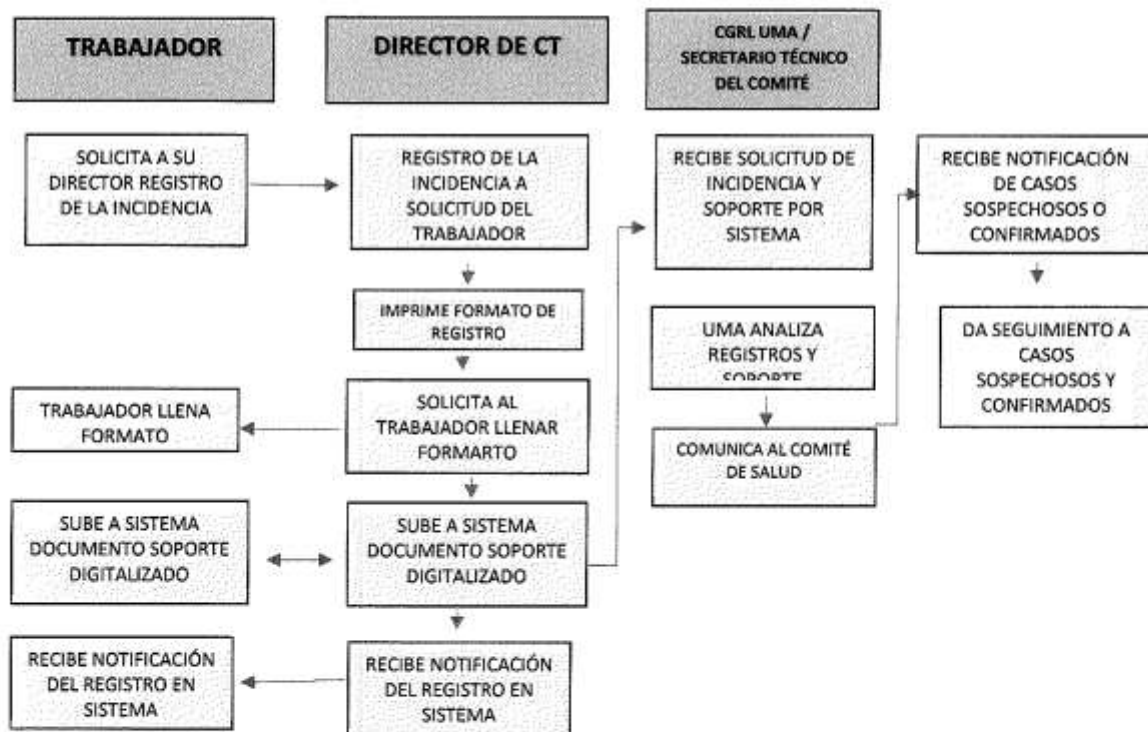 TRABAJADOR
DIRECTOR DE CT
CGRL UMA /
SECRETARIO TÉCNICO
DEL COMITÉ
SOLICITA A SU
DIRECTOR REGISTRO
DE LA INCIDENCIA
REGISTRO DE LA
INCIDENCIA A
SOLICITUD DEL
TRABAJADOR
RECIBE SOLICITUD DE
INCIDENCIA Y
SOPORTE POR
SISTEMA
RECIBE NOTIFICACIÓN
DE CASOS
SOSPECHOSOS O
CONFIRMADOS
IMPRIME FORMATO DE
REGISTRO
UMA ANALIZA
REGISTROS Y
SOPORTE
DA SEGUIMIENTO A
CASOS
SOSPECHOSOS Y
CONFIRMADOS
TRABAJADOR LLENA
FORMATO
SOLICITA AL
TRABAJADOR LLENAR
FORMARTO
COMUNICA AL COMITÉ
DE SALUD
SUBE A SISTEMA
DOCUMENTO SOPORTE
DIGITALIZADO
SUBE A SISTEMA
DOCUMENTO SOPORTE
DIGITALIZADO
RECIBE NOTIFICACIÓN
DEL REGISTRO EN
SISTEMA
RECIBE NOTIFICACIÓN
DEL REGISTRO EN
SISTEMA